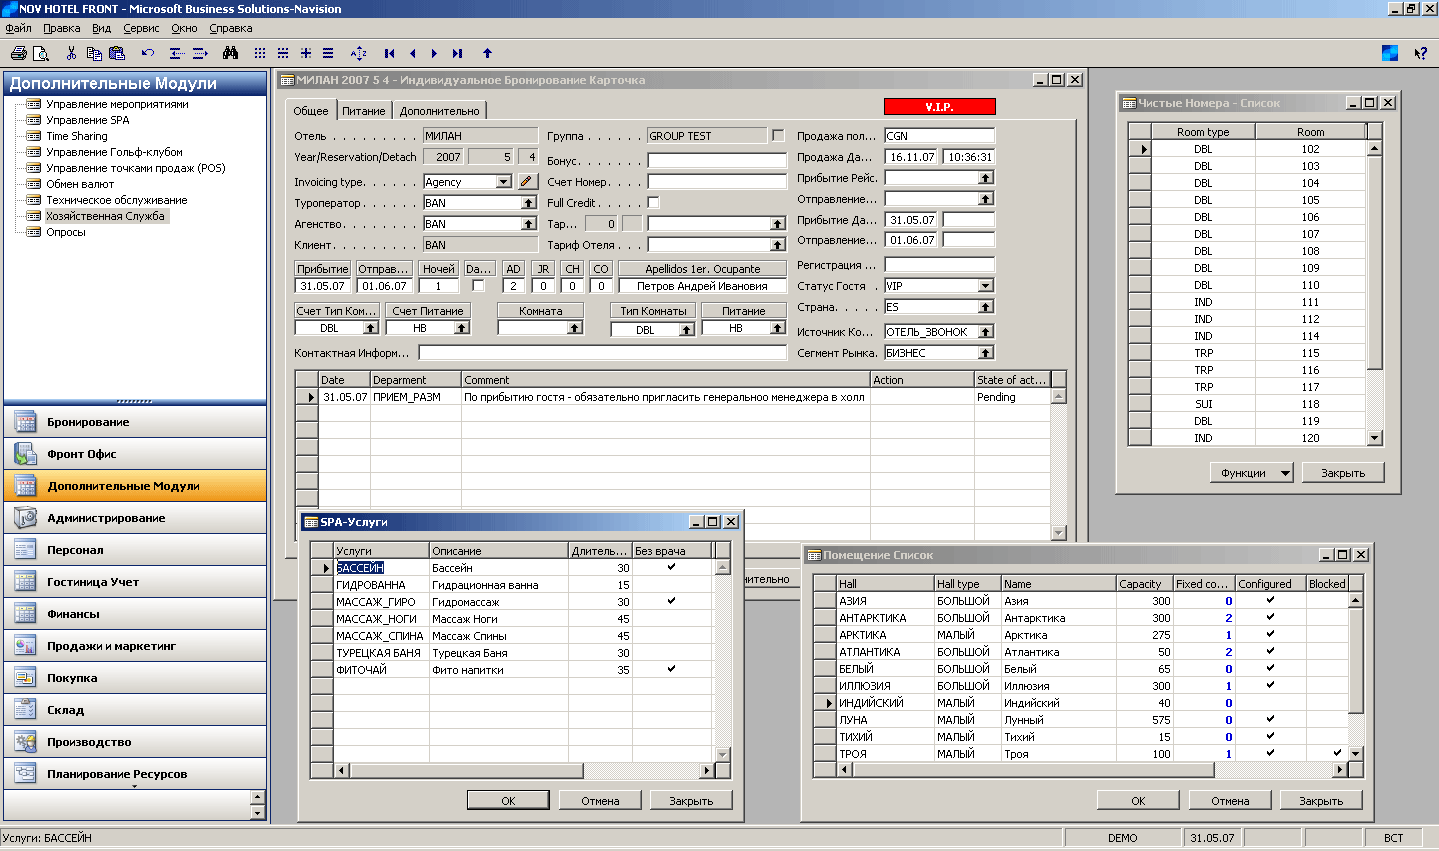 NOV HOTEL FRONT - Microsoft Business Solutions-Navision
Файл Правка Вид Сервис Окно Справка
Дополнительные Модули
Управление мероприятиями
Управление SPA
Time Sharing
Управление Гольф-клубом
Управление точками продаж (POS)
Обмен валют
Техническое обслуживание
Хозяйственная Служба
Опросы
Бронирование
Фронт Офис
Дополнительные Модули
Администрирование
Персонал
Гостиница Учет
Финансы
Продажи и маркетинг
Покупка
Склад
Производство
Планирование Ресурсов
МИЛАН 2007 5 4 - Индивидуальное Бронирование Карточка
Общее Питание Дополнительно
V.I.P.
Отель МИЛАН Группа GROUP TEST Продажа пол... CGN
Year/Reservation/Detach 2007 5 4 Бонус Продажа Да... 16.11.07 10:36:31
Invoicing type Agency Счет Номер Прибытие Рейс.
Туроператор BAN Full Credit Отправление...
Агенство BAN Тар... 0 Прибытие Да... 31.05.07
Клиент BAN Тариф Отеля Отправление... 01.06.07
Прибытие Отправ... Ночей Da... AD JR CH CO Apellidos 1er. Ocupante Регистрация ...
31.05.07 01.06.07 1 2 0 0 0 Петров Андрей Ивановия Статус Гостя VIP
Счет Тип Ком... Счет Питание Комната Тип Комнаты Питание Страна ES
DBL HB DBL HB Источник Ко... ОТЕЛЬ_ЗВОНОК
Контактная Информ... Сегмент Рынка. БИЗНЕС
Date Deparment Comment Action State of act...
31.05.07 ПРИЕМ_РАЗМ По прибытию гостя - обязательно пригласить генеральноо менеджера в холл Pending
нительно
Чистые Номера - Список
Room type Room
DBL 102
DBL 103
DBL 104
DBL 105
DBL 106
DBL 107
DBL 108
DBL 109
DBL 110
IND 111
IND 112
IND 114
TRP 115
TRP 116
TRP 117
SUI 118
DBL 119
IND 120
Функции Закрыть
SPA-Услуги
Услуги Описание Длитель... Без врача
БАССЕЙН Бассейн 30
ГИДРОВАННА Гидрационная ванна 15
МАССАЖ_ГИРО Гидромассаж 30
МАССАЖ_НОГИ Массаж Ноги 45
МАССАЖ_СПИНА Массаж Спины 45
ТУРЕЦКАЯ БАНЯ Турецкая Баня 30
ФИТОЧАЙ Фито напитки 35
OK Отмена Закрыть
Помещение Список
Hall Hall type Name Capacity Fixed co... Configured Blocked
АЗИЯ БОЛЬШОЙ Азия 300 0
АНТАРКТИКА БОЛЬШОЙ Антарктика 300 2
АРКТИКА МАЛЫЙ Арктика 275 1
АТЛАНТИКА БОЛЬШОЙ Атлантика 50 2
БЕЛЫЙ БОЛЬШОЙ Белый 65 0
ИЛЛЮЗИЯ БОЛЬШОЙ Иллюзия 300 1
ИНДИЙСКИЙ МАЛЫЙ Индийский 40 0
ЛУНА МАЛЫЙ Лунный 575 0
ТИХИЙ МАЛЫЙ Тихий 15 0
ТРОЯ МАЛЫЙ Троя 100 1
OK Отмена Закрыть
Услуги: БАССЕЙН DEMO 31.05.07 ВСТ